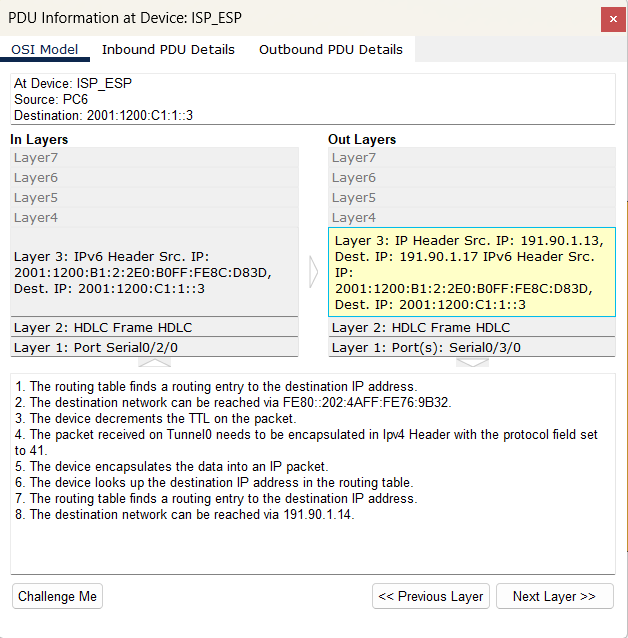 PDU Information at Device: ISP_ESP
OSI Model
Inbound PDU Details
Outbound PDU Details
At Device: ISP_ESP
Source: PC6
Destination: 2001:1200:C1:1::3
In Layers
Layer7
Layer6
Layer5
Layer4
Layer 3: IPv6 Header Src. IP:
2001:1200:B1:2:2E0:B0FF:FE8C:D83D,
Dest. IP: 2001:1200:C1:1::3
Layer 2: HDLC Frame HDLC
Layer 1: Port Serial0/2/0
Out Layers
Layer7
Layer6
Layer5
Layer4
Layer 3: IP Header Src. IP: 191.90.1.13,
Dest. IP: 191.90.1.17 IPv6 Header Src.
IP:
2001:1200:B1:2:2E0:B0FF:FE8C:D83D,
Dest. IP: 2001:1200:C1:1::3
Layer 2: HDLC Frame HDLC
Layer 1: Port(s): Serial0/3/0
1. The routing table finds a routing entry to the destination IP address.
2. The destination network can be reached via FE80::202:4AFF:FE76:9B32.
3. The device decrements the TTL on the packet.
4. The packet received on Tunnel0 needs to be encapsulated in Ipv4 Header with the protocol field set
to 41.
5. The device encapsulates the data into an IP packet.
6. The device looks up the destination IP address in the routing table.
7. The routing table finds a routing entry to the destination IP address.
8. The destination network can be reached via 191.90.1.14.
Challenge Me
<< Previous Layer
Next Layer >>